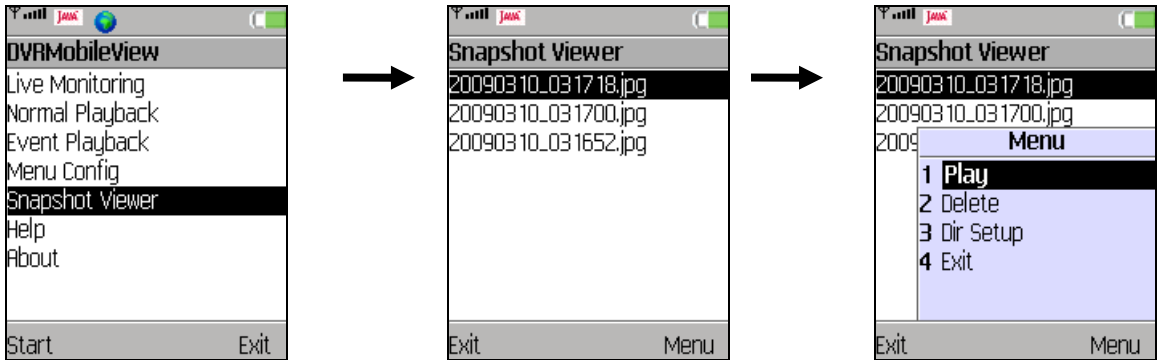 JAVA
DVRMobileView
Live Monitoring
Normal Playback
Event Playback
Menu Config
Snapshot Viewer
Help
About
Start Exit
JAVA
Snapshot Viewer
20090310_031718.jpg
20090310_031700.jpg
20090310_031652.jpg
Exit Menu
JAVA
Snapshot Viewer
20090310_031718.jpg
20090310_031700.jpg
2009
Menu
1 Play
2 Delete
3 Dir Setup
4 Exit
Exit Menu